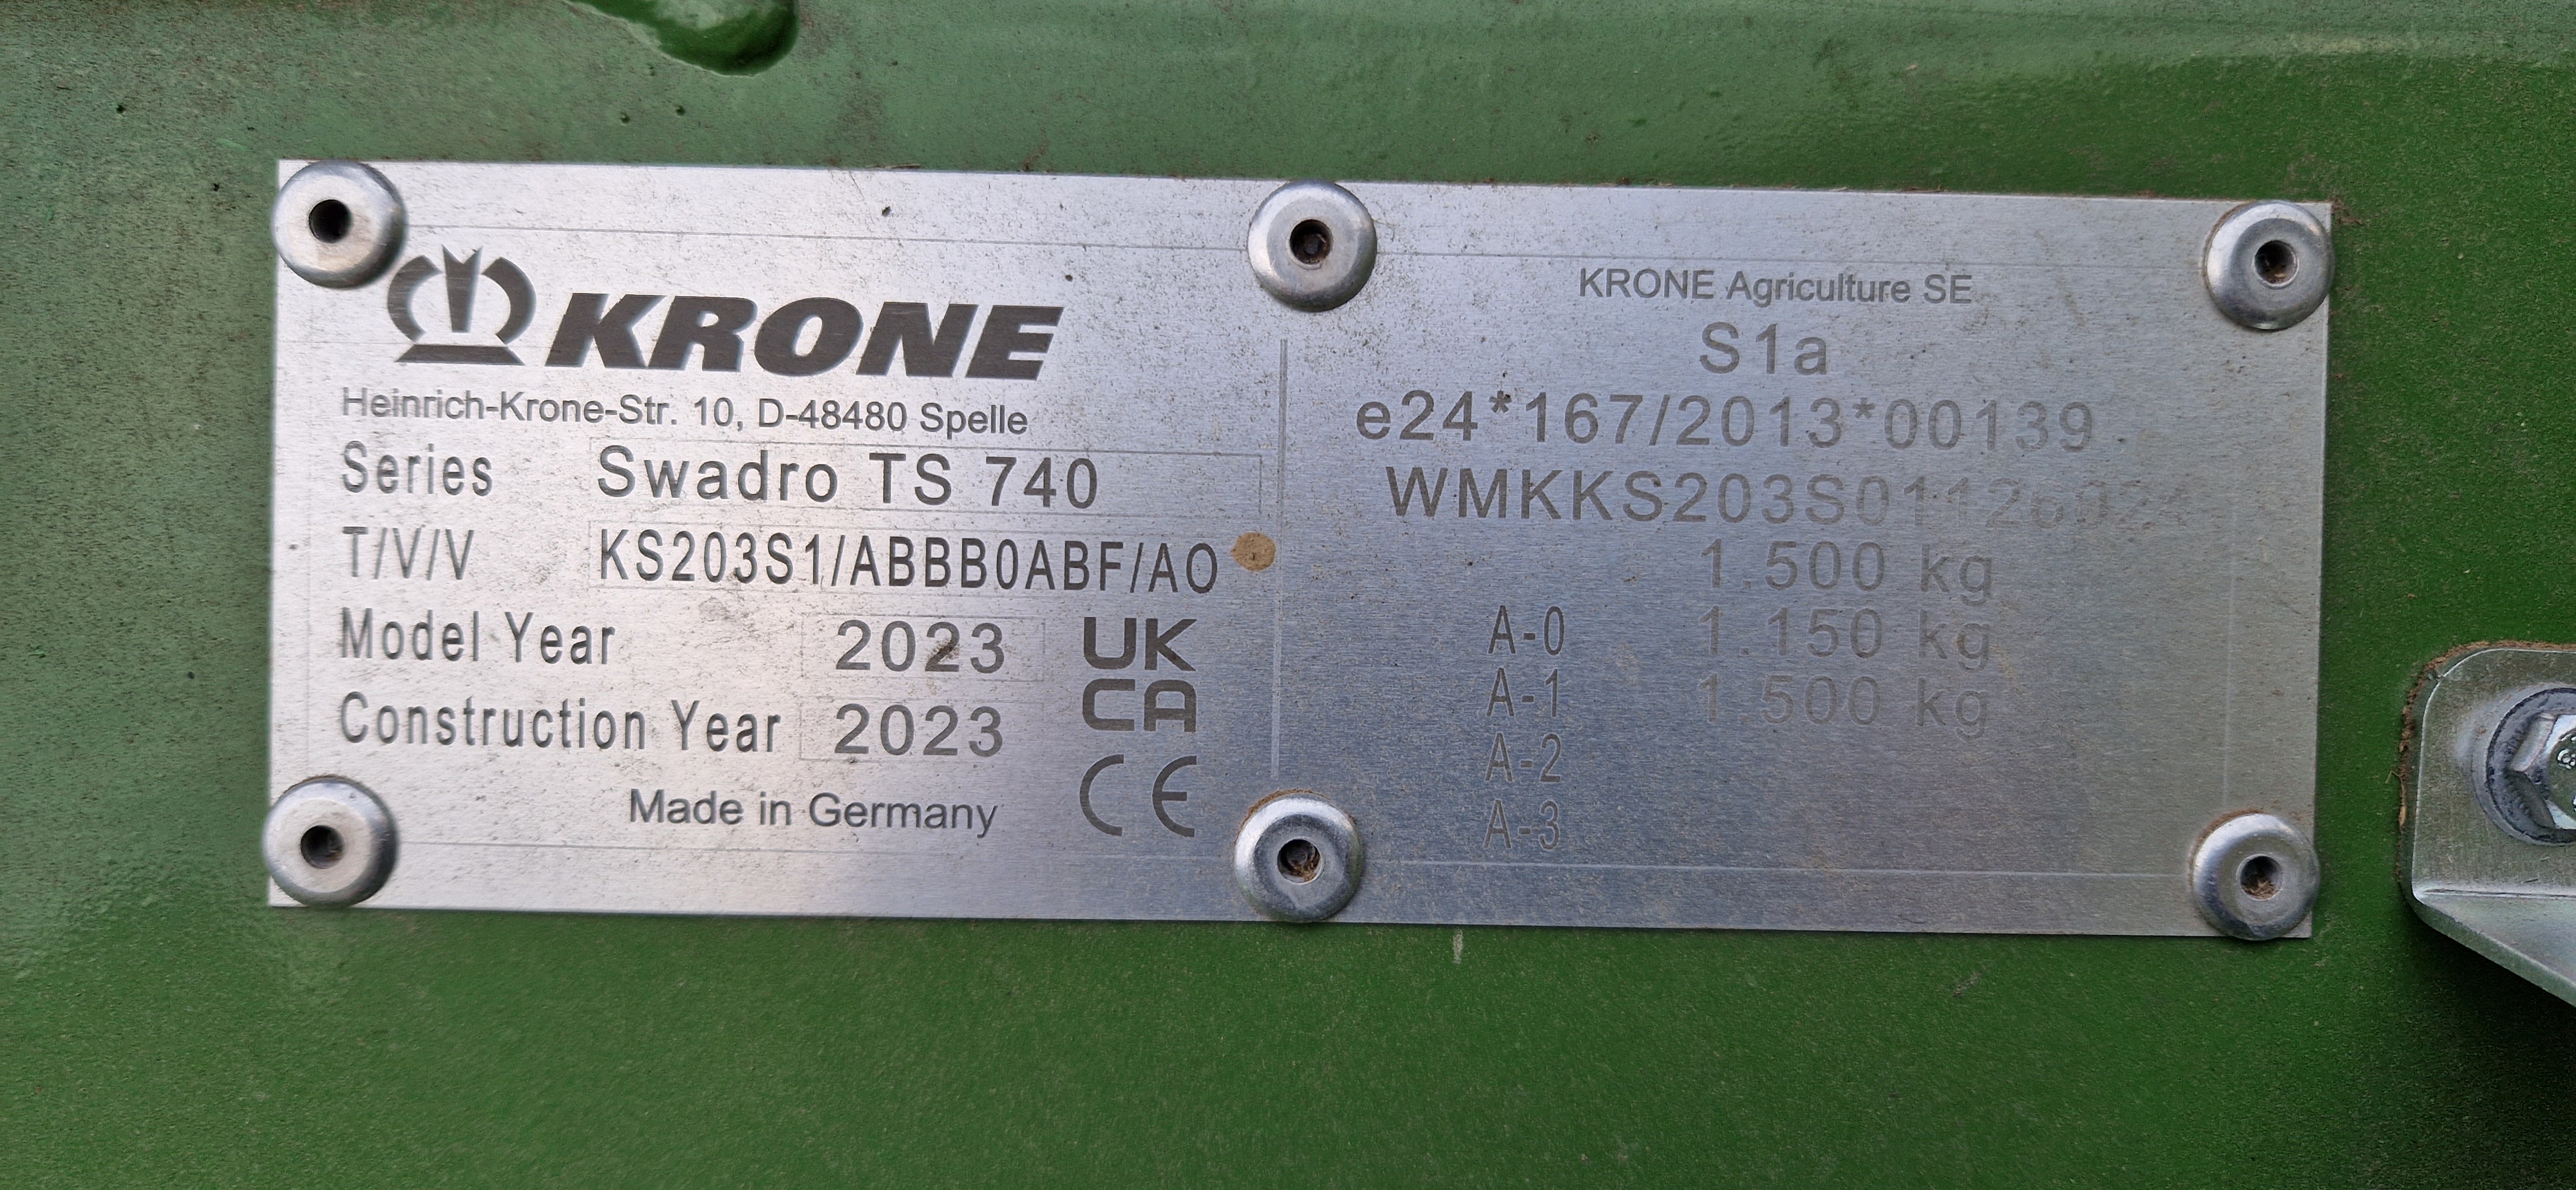 KRONE
Heinrich-Krone-Str. 10, D-48480 Spelle
Series Swadro TS 740
T/V/V KS203S1/ABBB0ABF/AO
Model Year 2023
Construction Year 2023
UK
CA
CE
Made in Germany
KRONE Agriculture SE
S1a
e24*167/2013*00139
1.500 kg
A-0 1.150 kg
A-1 1.500 kg
A-2
A-3